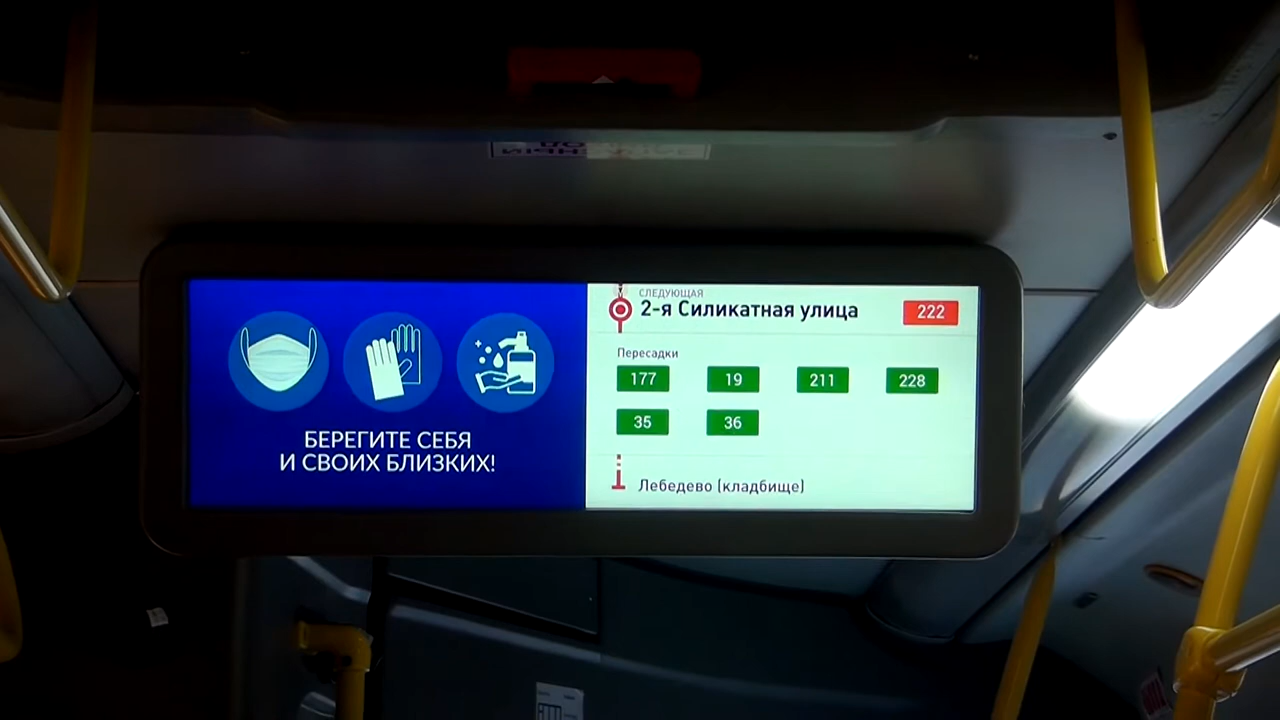 БЕРЕГИТЕ СЕБЯ
И СВОИХ БЛИЗКИХ!
СЛЕДУЮЩАЯ
2-я Силикатная улица
222
Пересадки
177 19 211 228
35 36
Лебедево (кладбище)